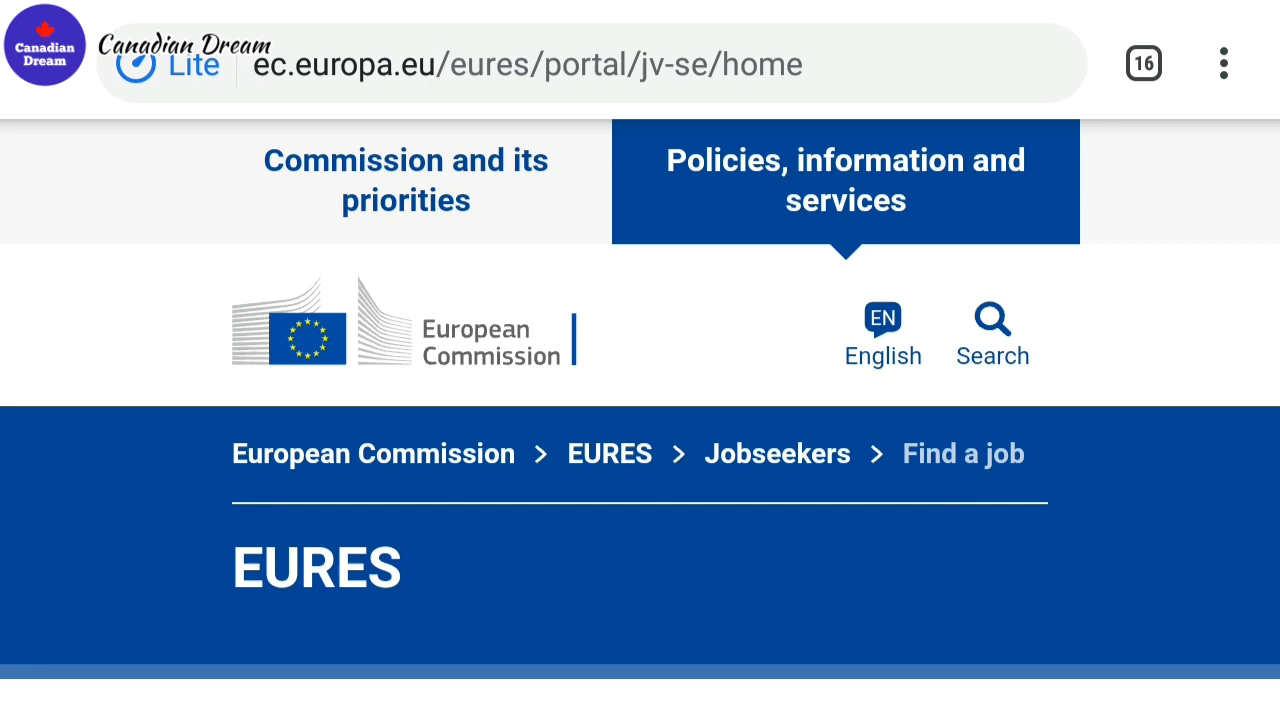 Canadian
Dream
Canadian Dream
Lite
ec.europa.eu/eures/portal/jv-se/home
16
Commission and its
priorities
Policies, information and
services
European
Commission
EN
English
Search
European Commission > EURES > Jobseekers > Find a job
EURES